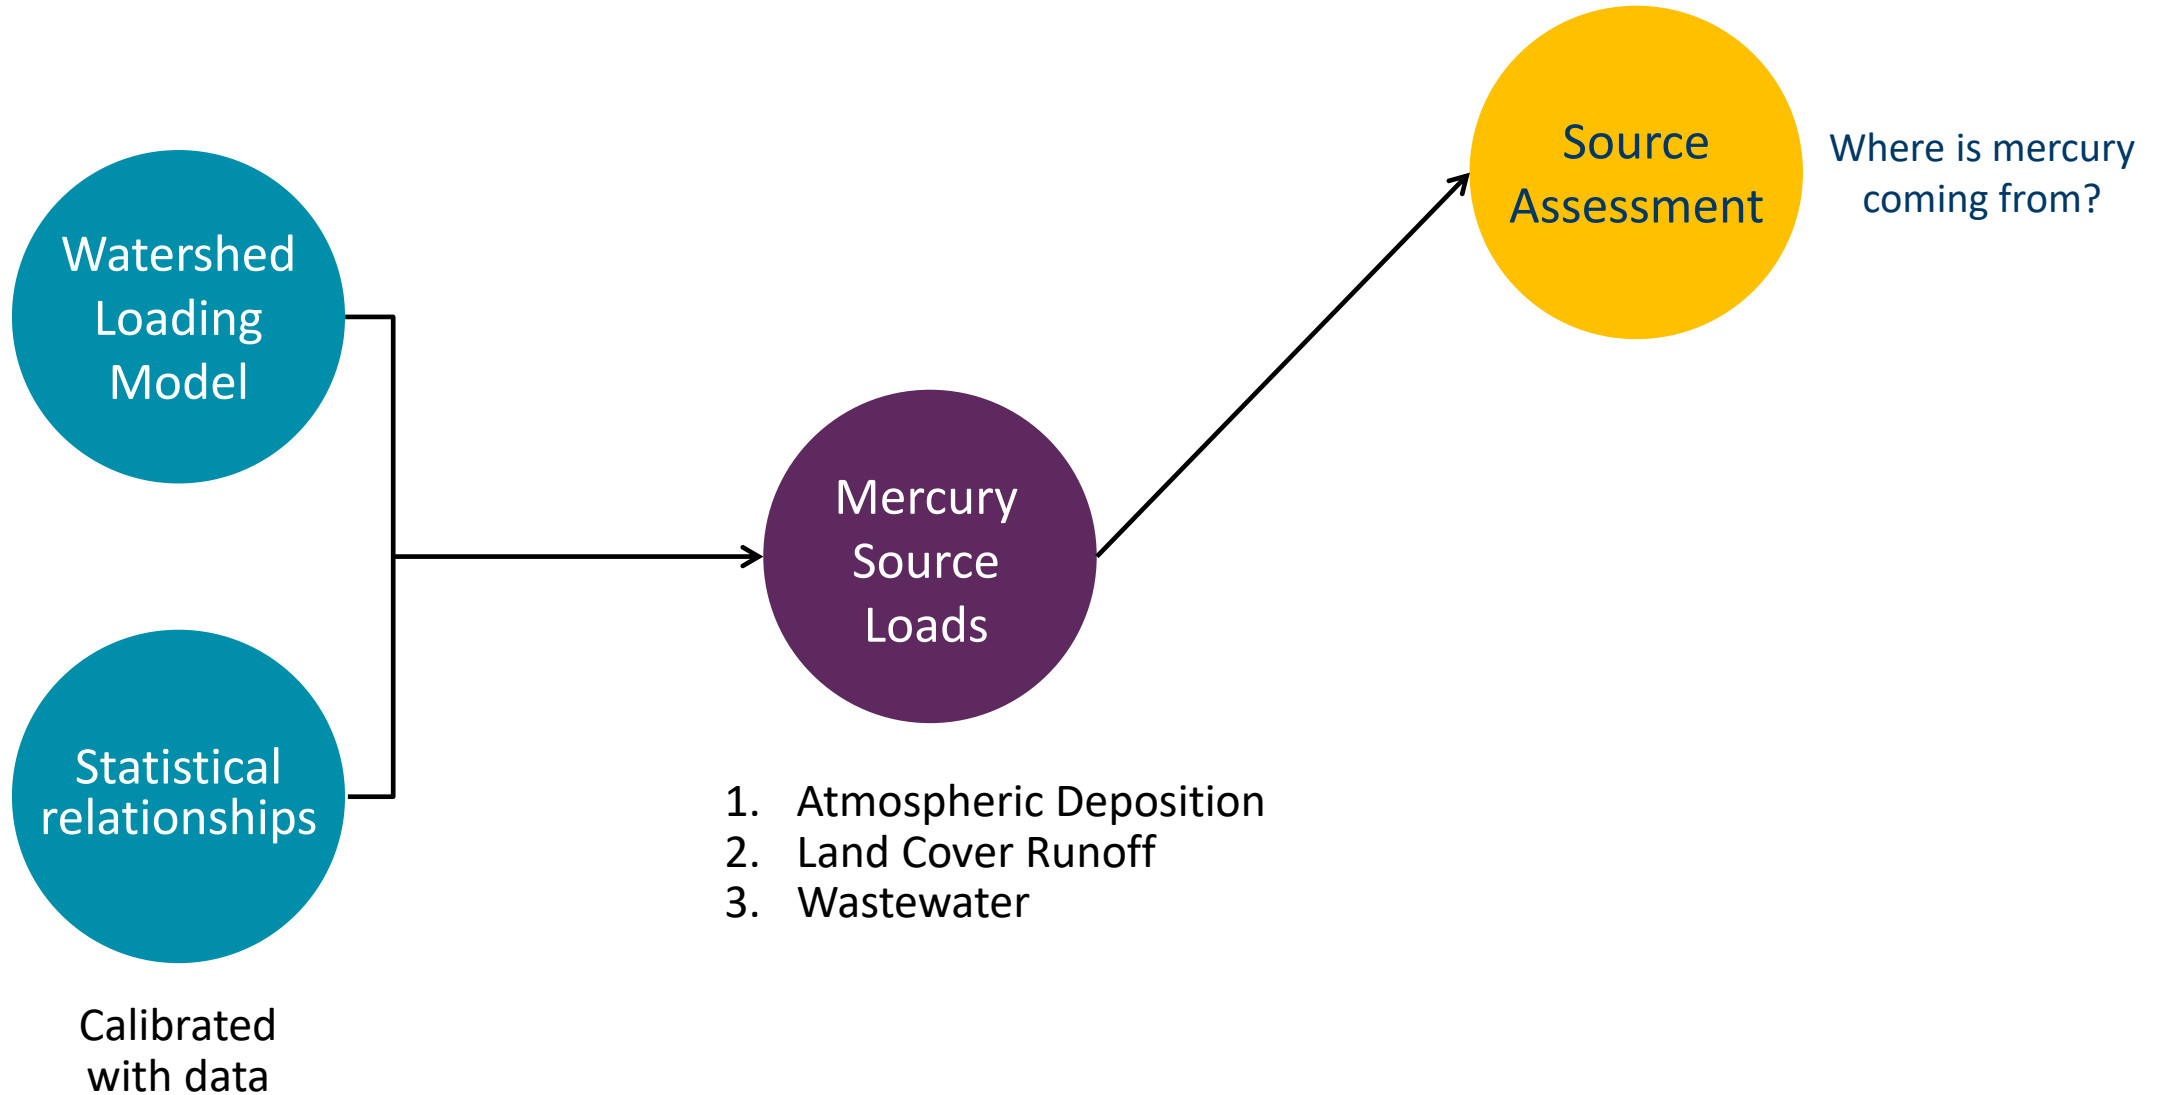 Watershed
Loading
Model
Statistical
relationships
Calibrated
with data
Mercury
Source
Loads
1. Atmospheric Deposition
2. Land Cover Runoff
3. Wastewater
Source
Assessment
Where is mercury
coming from?